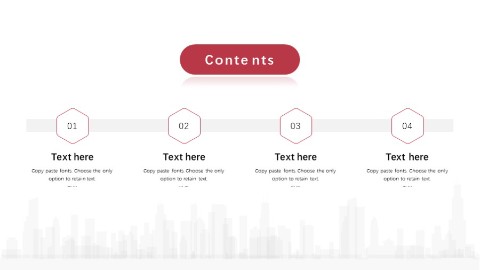 Contents
01 02 03 04
Text here Text here Text here Text here
Copy paste fonts. Choose the only Copy paste fonts. Choose the only Copy paste fonts. Choose the only Copy paste fonts. Choose the only
option to retain text option to retain text option to retain text option to retain text